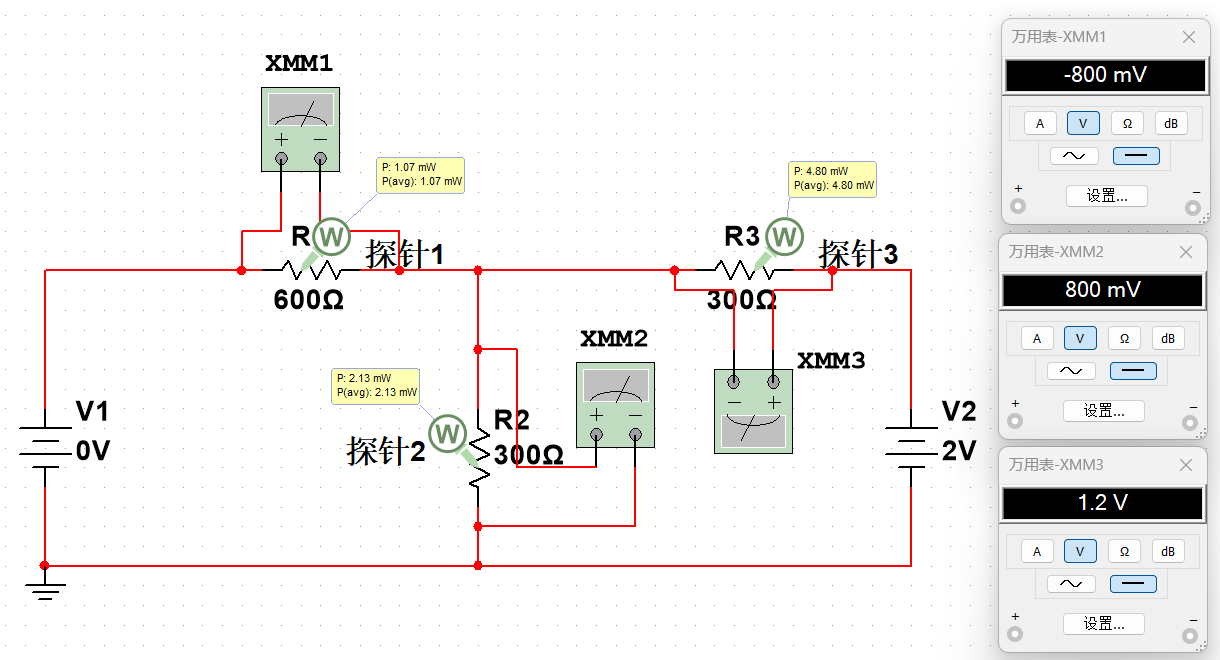 XMM1
+ −
P: 1.07 mW
P(avg): 1.07 mW
R
W
探针1
600Ω
P: 4.80 mW
P(avg): 4.80 mW
R3
W
探针3
300Ω
XMM2
+ −
XMM3
− +
P: 2.13 mW
P(avg): 2.13 mW
W
探针2
R2
300Ω
V1
0V
V2
2V
万用表-XMM1
-800 mV
A V Ω dB
+ −
设置...
万用表-XMM2
800 mV
A V Ω dB
+ −
设置...
万用表-XMM3
1.2 V
A V Ω dB
+ −
设置...